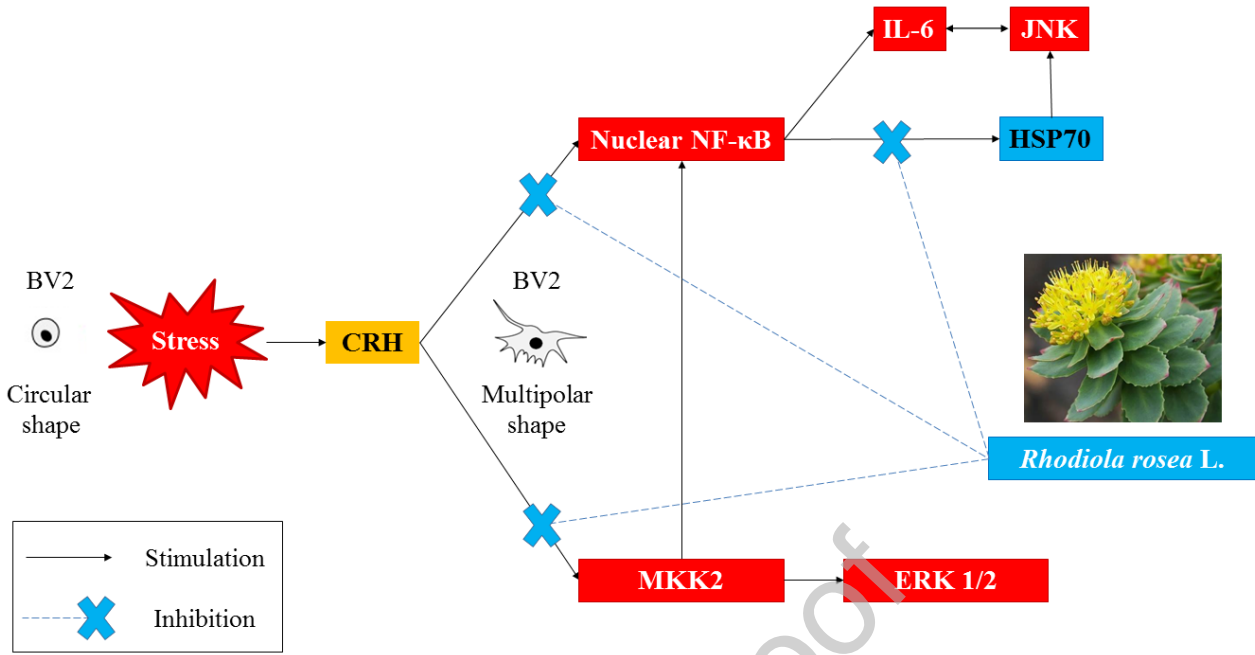 IL-6
JNK
Nuclear NF-κB
HSP70
BV2
Stress
CRH
BV2
Circular
shape
Multipolar
shape
Rhodiola rosea L.
Stimulation
Inhibition
MKK2
ERK 1/2